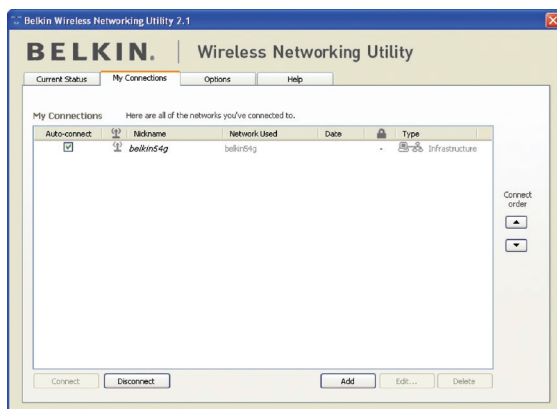 Belkin Wireless Networking Utility 2.1
BELKIN. Wireless Networking Utility
Current Status My Connections Options Help
My Connections Here are all of the networks you've connected to.
Auto-connect Nickname Network Used Date Type
belkin54g belkin54g - Infrastructure
Connect
order
Connect Disconnect Add Edit... Delete